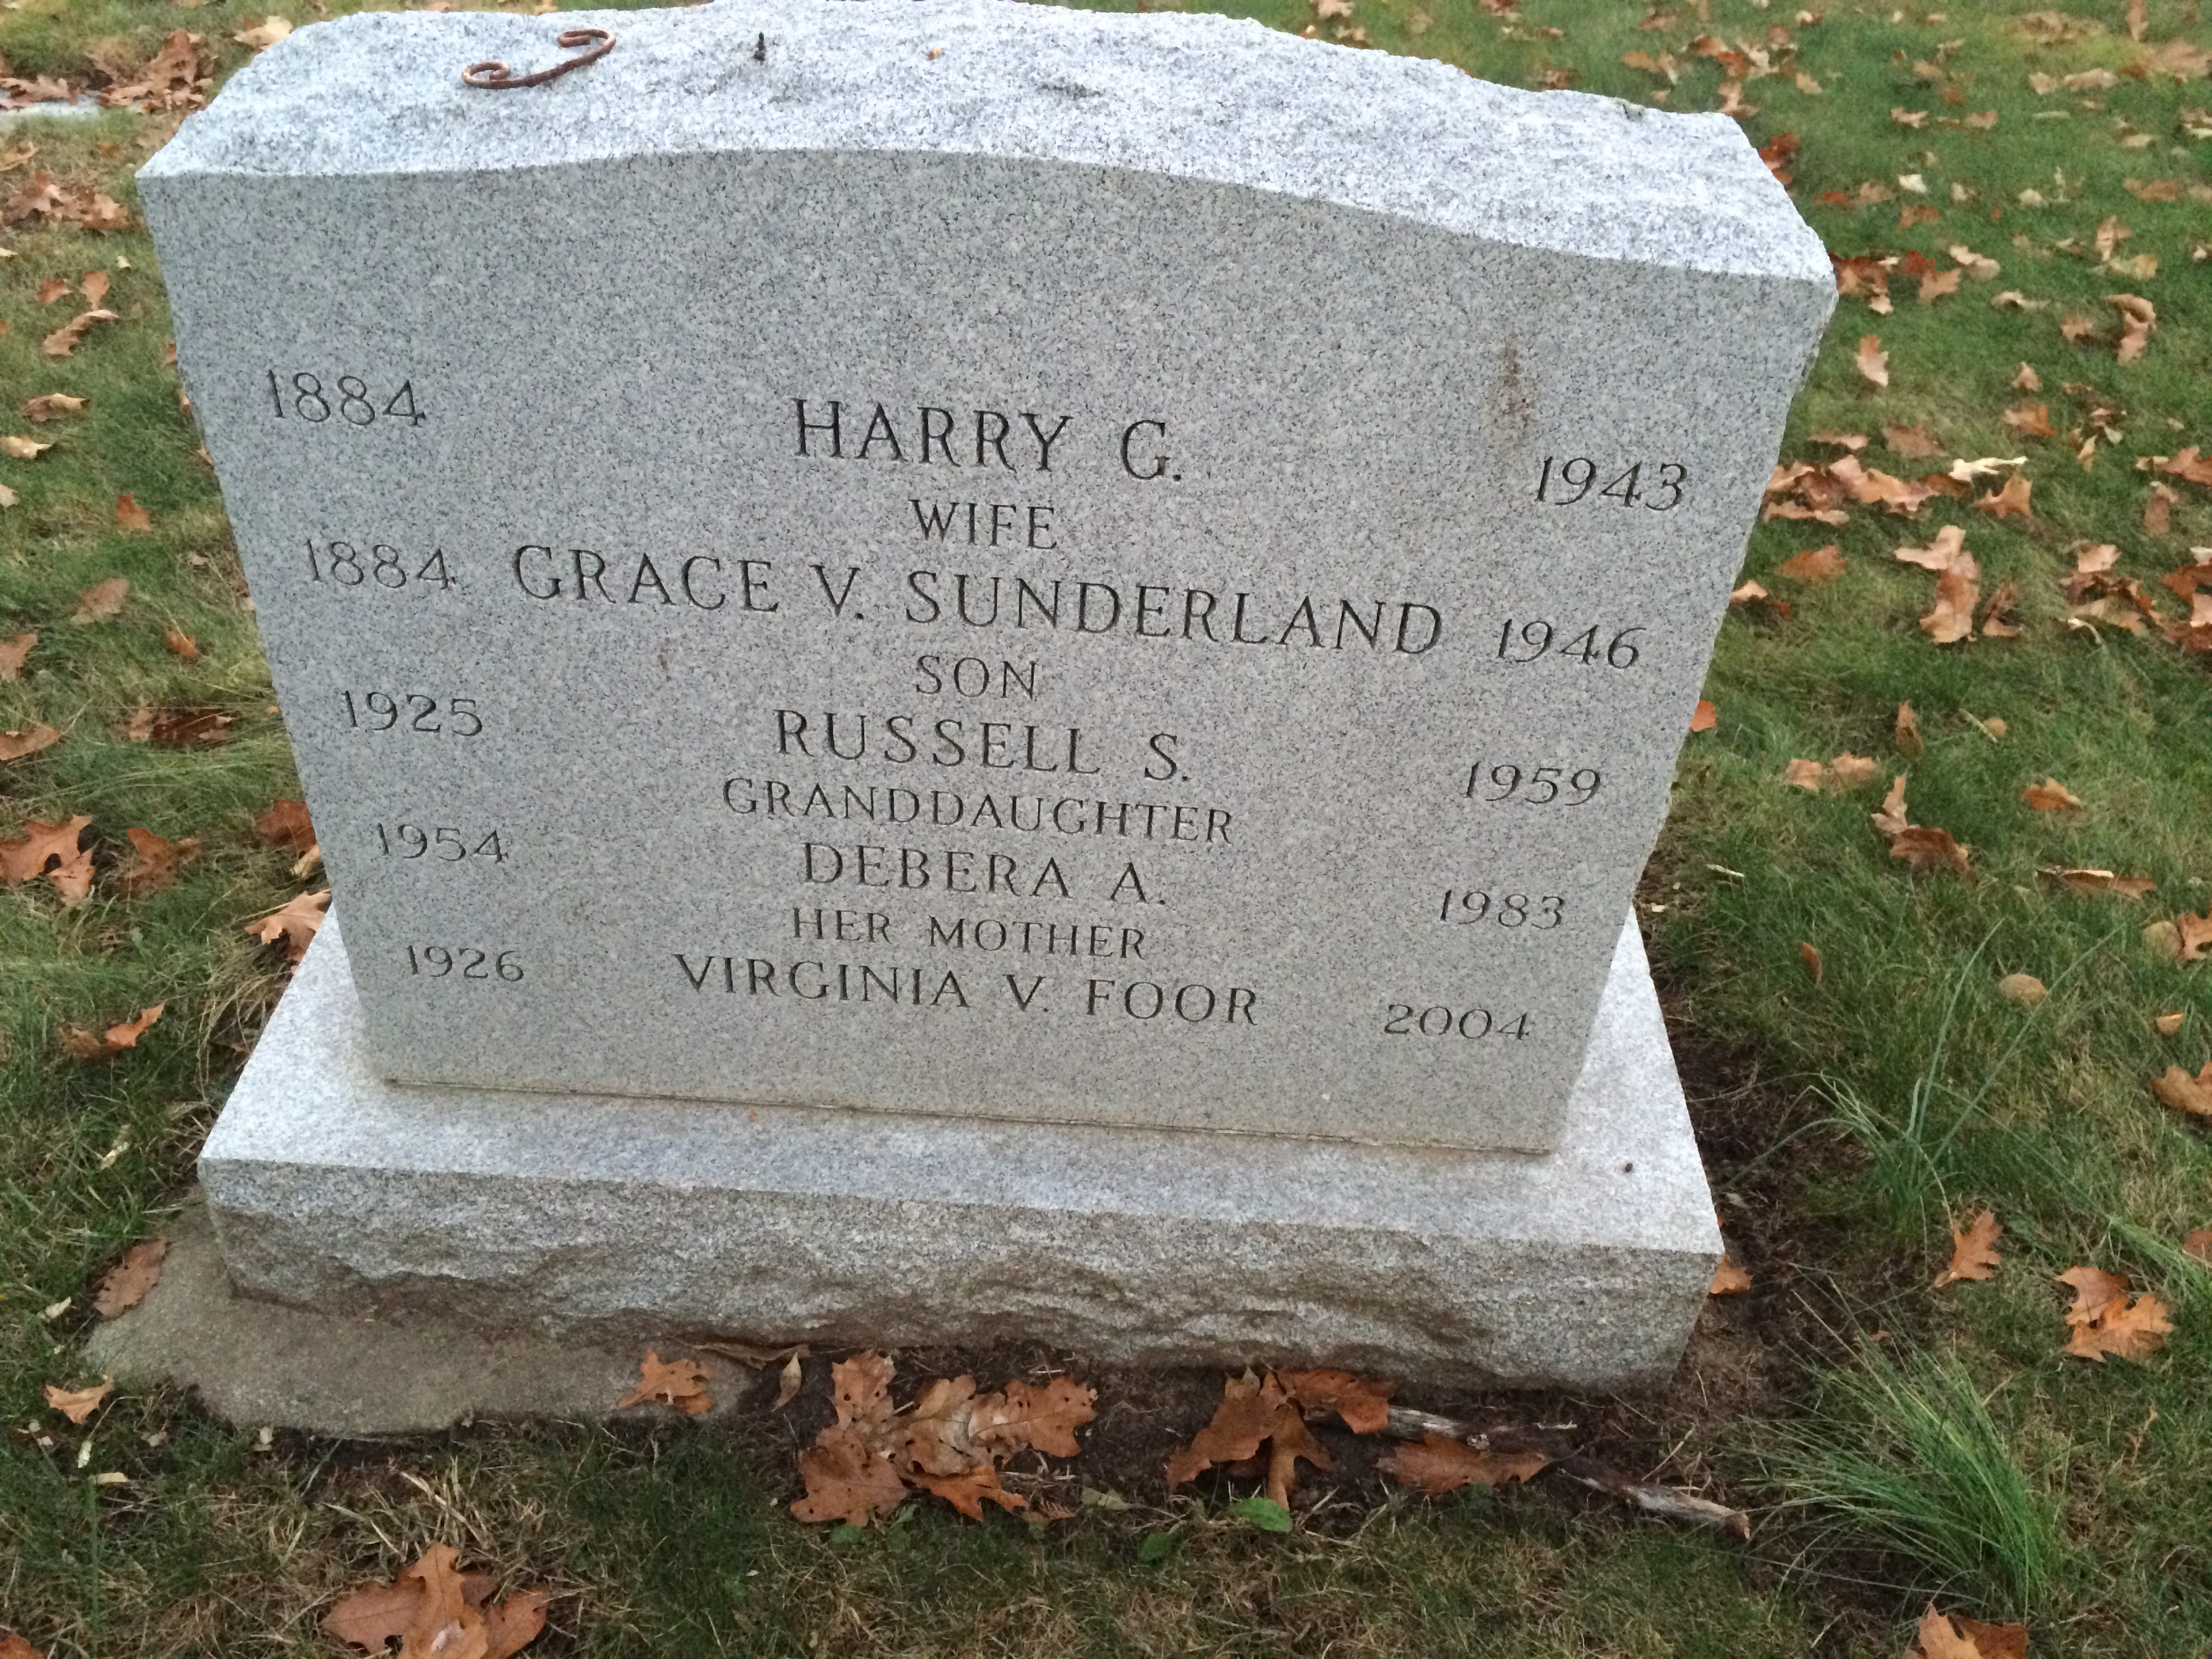 1884 HARRY G. 1943
WIFE
1884 GRACE V. SUNDERLAND 1946
SON
1925 RUSSELL S. 1959
GRANDDAUGHTER
1954 DEBERA A. 1983
HER MOTHER
1926 VIRGINIA V. FOOR 2004